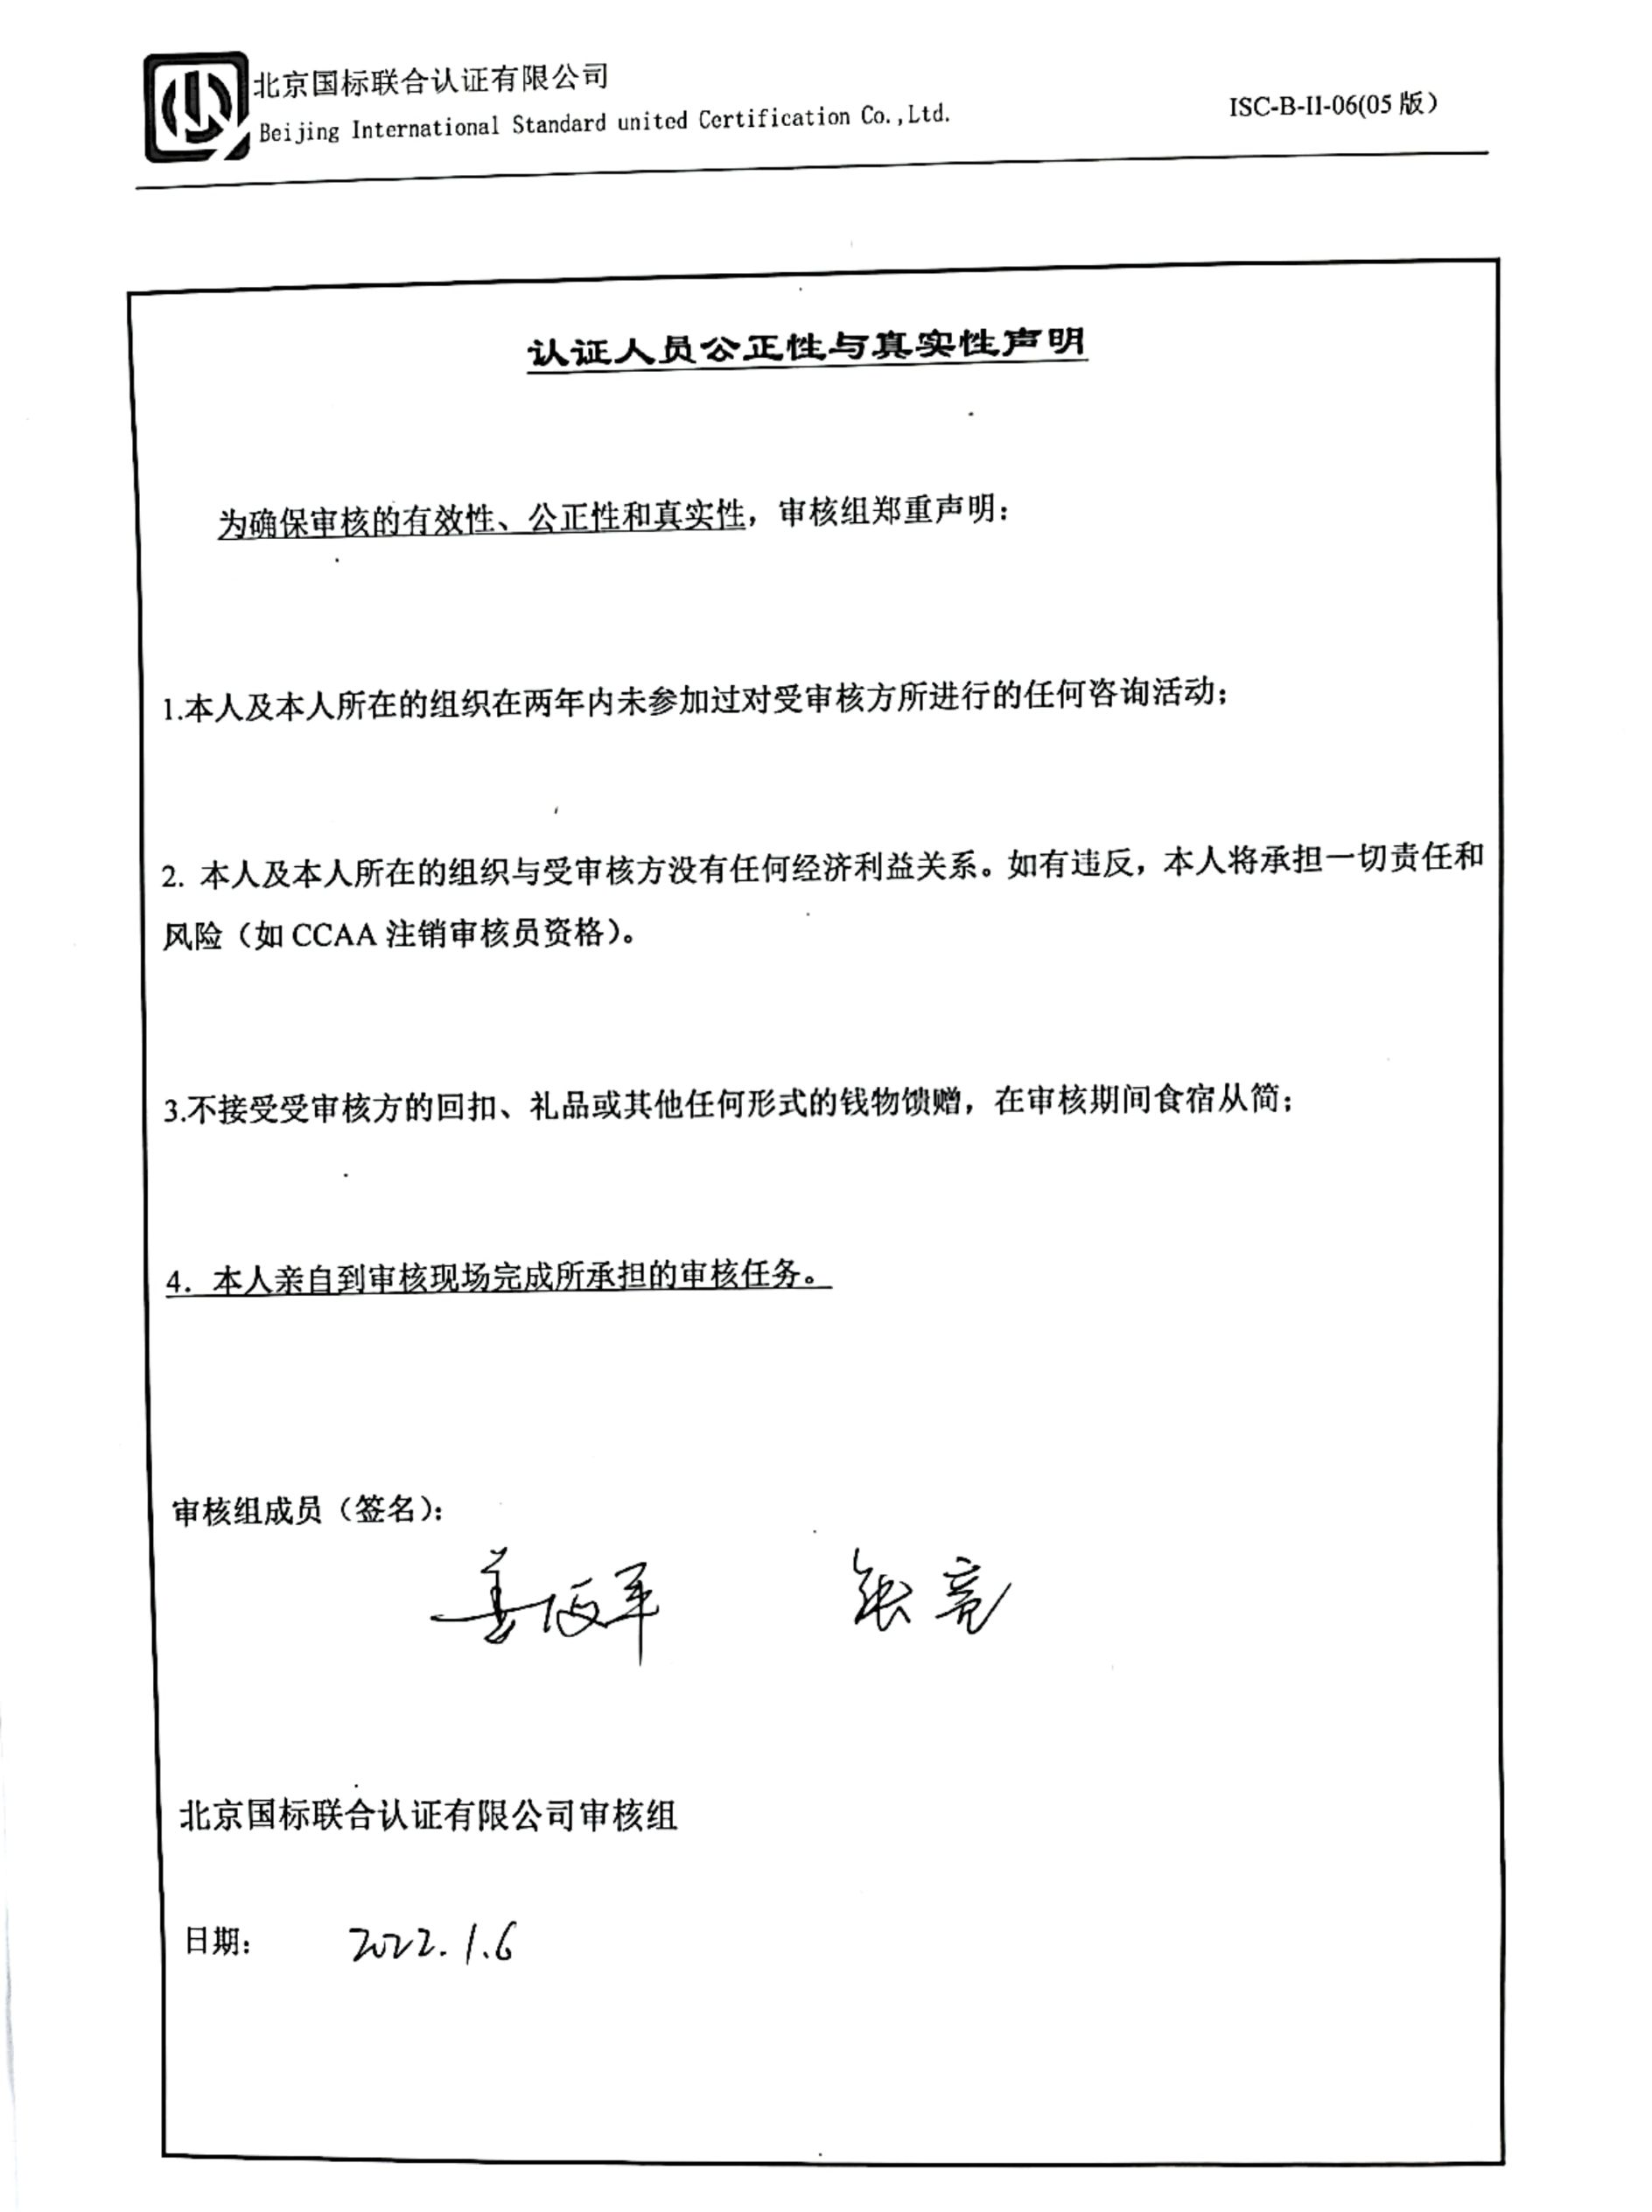 北京国标联合认证有限公司
Beijing International Standard united Certification Co.,Ltd.
ISC-B-II-06(05 版）
认证人员公正性与真实性声明
为确保审核的有效性、公正性和真实性，审核组郑重声明：
1.本人及本人所在的组织在两年内未参加过对受审核方所进行的任何咨询活动；
2. 本人及本人所在的组织与受审核方没有任何经济利益关系。如有违反，本人将承担一切责任和
风险（如 CCAA 注销审核员资格）。
3.不接受受审核方的回扣、礼品或其他任何形式的钱物馈赠，在审核期间食宿从简；
4. 本人亲自到审核现场完成所承担的审核任务。
审核组成员（签名）：
张亮
北京国标联合认证有限公司审核组
日期： 2022.1.6